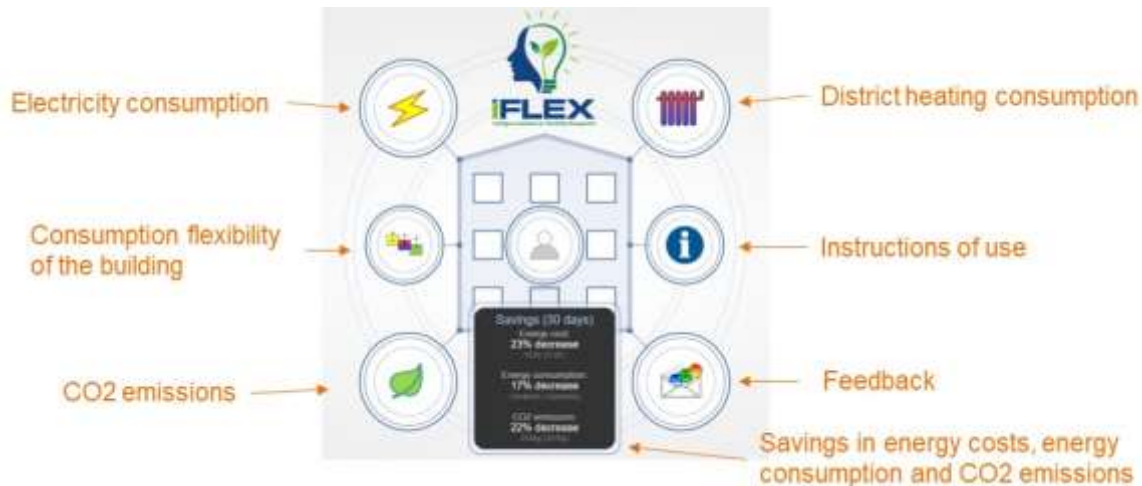 iFLEX
Electricity consumption
District heating consumption
Consumption flexibility
of the building
Instructions of use
Savings (30 days)
Energy cost
23% decrease
Energy consumption
17% decrease
CO2 emissions
22% decrease
CO2 emissions
Feedback
Savings in energy costs, energy
consumption and CO2 emissions